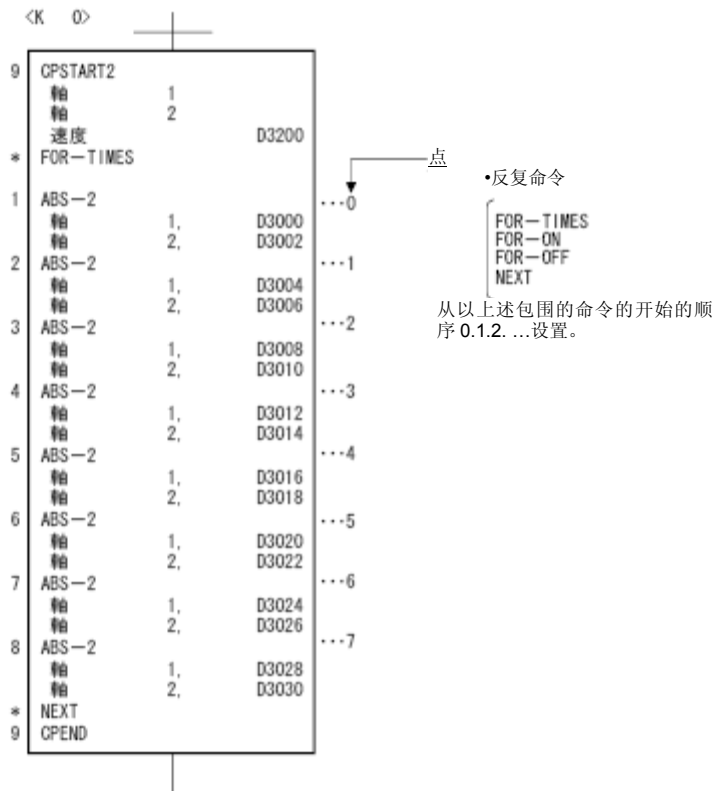 <K 0>
9 CPSTART2
軸 1
軸 2
速度 D3200
* FOR-TIMES
点
1 ABS-2 ...0
軸 1, D3000
軸 2, D3002
2 ABS-2 ...1
軸 1, D3004
軸 2, D3006
3 ABS-2 ...2
軸 1, D3008
軸 2, D3010
4 ABS-2 ...3
軸 1, D3012
軸 2, D3014
5 ABS-2 ...4
軸 1, D3016
軸 2, D3018
6 ABS-2 ...5
軸 1, D3020
軸 2, D3022
7 ABS-2 ...6
軸 1, D3024
軸 2, D3026
8 ABS-2 ...7
軸 1, D3028
軸 2, D3030
* NEXT
9 CPEND
•反复命令
FOR-TIMES
FOR-ON
FOR-OFF
NEXT
从以上述包围的命令的开始的顺
序 0.1.2. …设置。